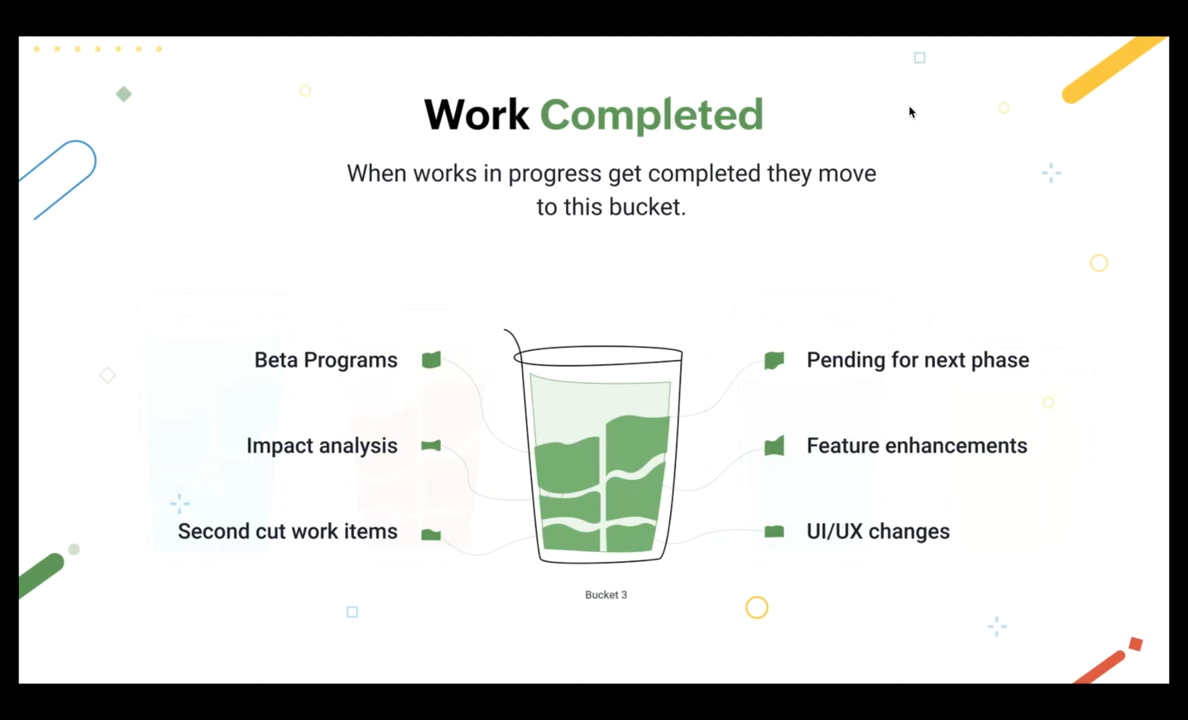 Work Completed
When works in progress get completed they move
to this bucket.
Beta Programs
Impact analysis
Second cut work items
Pending for next phase
Feature enhancements
UI/UX changes
Bucket 3